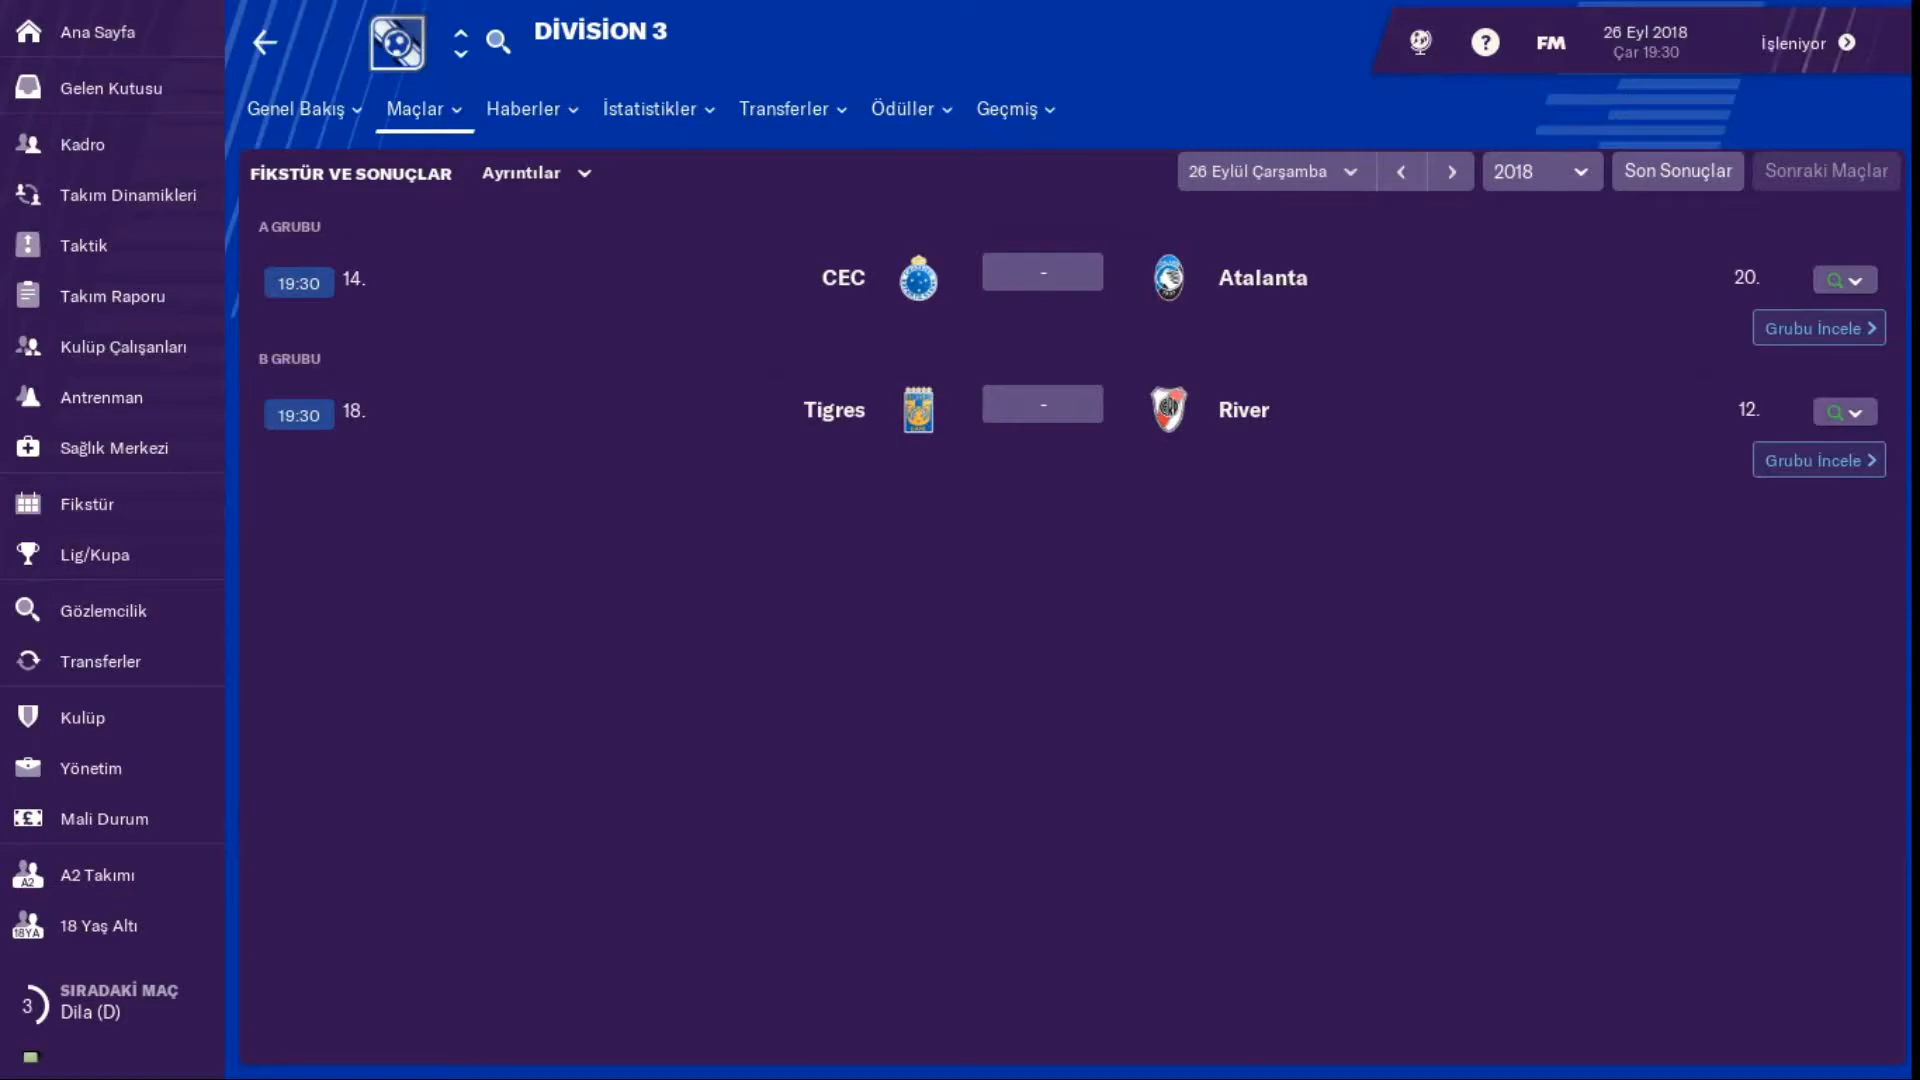 Ana Sayfa
Gelen Kutusu
Kadro
Takım Dinamikleri
Taktik
Takım Raporu
Kulüp Çalışanları
Antrenman
Sağlık Merkezi
Fikstür
Lig/Kupa
Gözlemcilik
Transferler
Kulüp
Yönetim
Mali Durum
A2 Takımı
A2
18 Yaş Altı
18YA
3
SIRADAKİ MAÇ
Dila (D)
DİVİSİON 3
? FM
26 Eyl 2018
Çar 19:30
İşleniyor
Genel Bakış Maçlar Haberler İstatistikler Transferler Ödüller Geçmiş
FİKSTÜR VE SONUÇLAR Ayrıntılar 26 Eylül Çarşamba 2018 Son Sonuçlar Sonraki Maçlar
A GRUBU
19:30 14. CEC - Atalanta 20.
Grubu İncele
B GRUBU
19:30 18. Tigres - River 12.
Grubu İncele